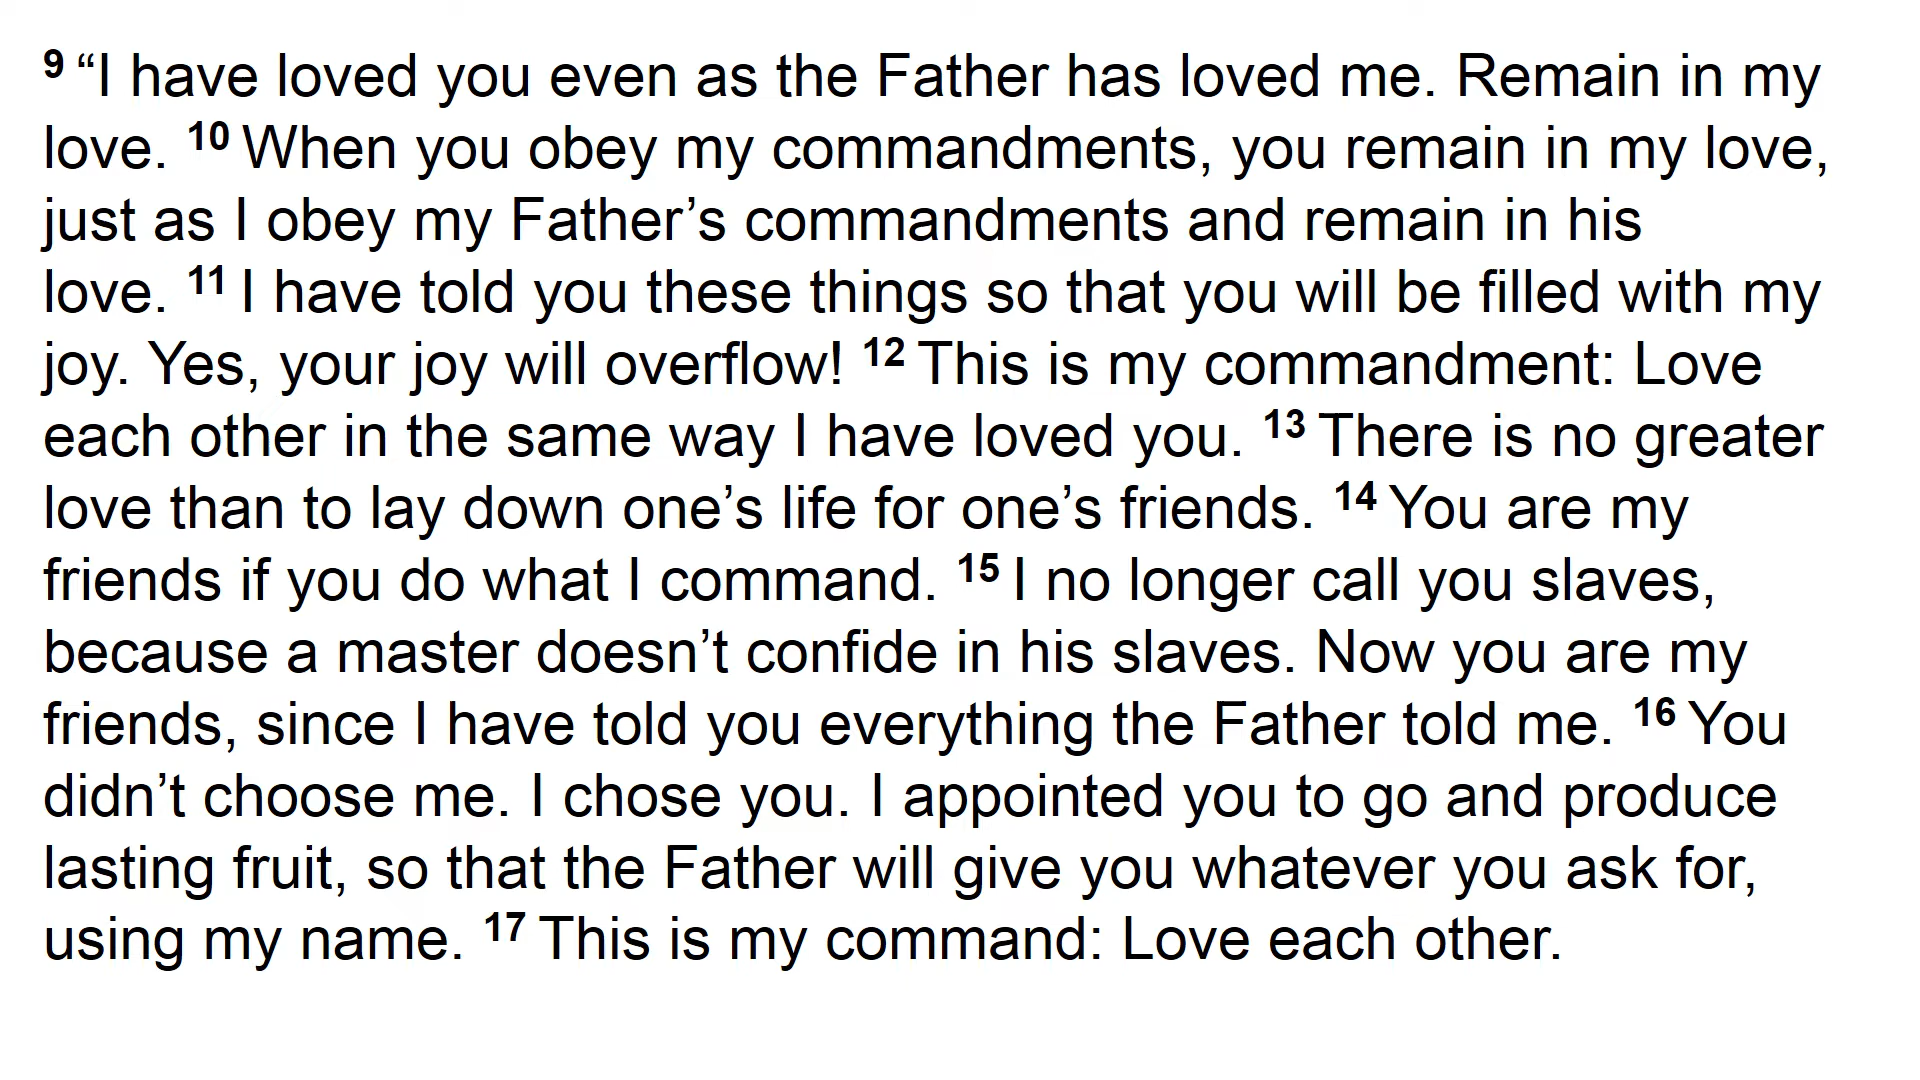 9 “I have loved you even as the Father has loved me. Remain in my
love. 10 When you obey my commandments, you remain in my love,
just as I obey my Father’s commandments and remain in his
love. 11 I have told you these things so that you will be filled with my
joy. Yes, your joy will overflow! 12 This is my commandment: Love
each other in the same way I have loved you. 13 There is no greater
love than to lay down one’s life for one’s friends. 14 You are my
friends if you do what I command. 15 I no longer call you slaves,
because a master doesn’t confide in his slaves. Now you are my
friends, since I have told you everything the Father told me. 16 You
didn’t choose me. I chose you. I appointed you to go and produce
lasting fruit, so that the Father will give you whatever you ask for,
using my name. 17 This is my command: Love each other.